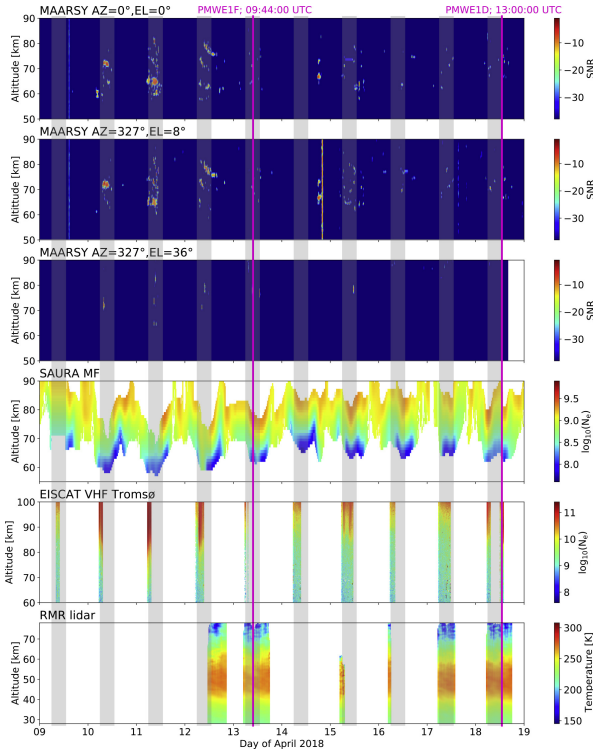 PMWE1F; 09:44:00 UTC
PMWE1D; 13:00:00 UTC
MAARSY AZ=0°,EL=0°
90
80
70
60
50
Altitude [km]
−10
−20
−30
SNR
MAARSY AZ=327°,EL=8°
90
80
70
60
50
Altitude [km]
−10
−20
−30
SNR
MAARSY AZ=327°,EL=36°
90
80
70
60
50
Altitude [km]
−10
−20
−30
SNR
SAURA MF
90
80
70
60
Altitude [km]
9.5
9.0
8.5
8.0
log10(Ne)
EISCAT VHF Tromsø
100
90
80
70
60
Altitude [km]
11
10
9
8
log10(Ne)
RMR lidar
70
60
50
40
30
Altitude [km]
300
250
200
150
Temperature [K]
09 10 11 12 13 14 15 16 17 18 19
Day of April 2018